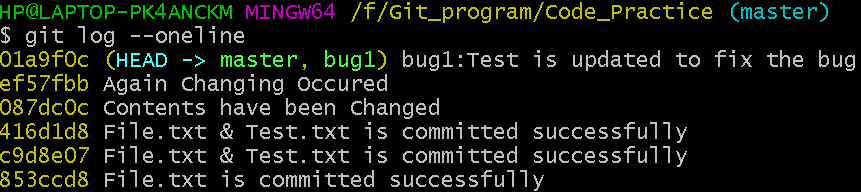 HP@LAPTOP-PK4ANCKM MINGW64 /f/Git_program/Code_Practice (master)
$ git log --oneline
01a9f0c (HEAD -> master, bug1) bug1:Test is updated to fix the bug
ef57fbb Again Changing Occured
087dc0c Contents have been Changed
416d1d8 File.txt & Test.txt is committed successfully
c9d8e07 File.txt & Test.txt is committed successfully
853ccd8 File.txt is committed successfully